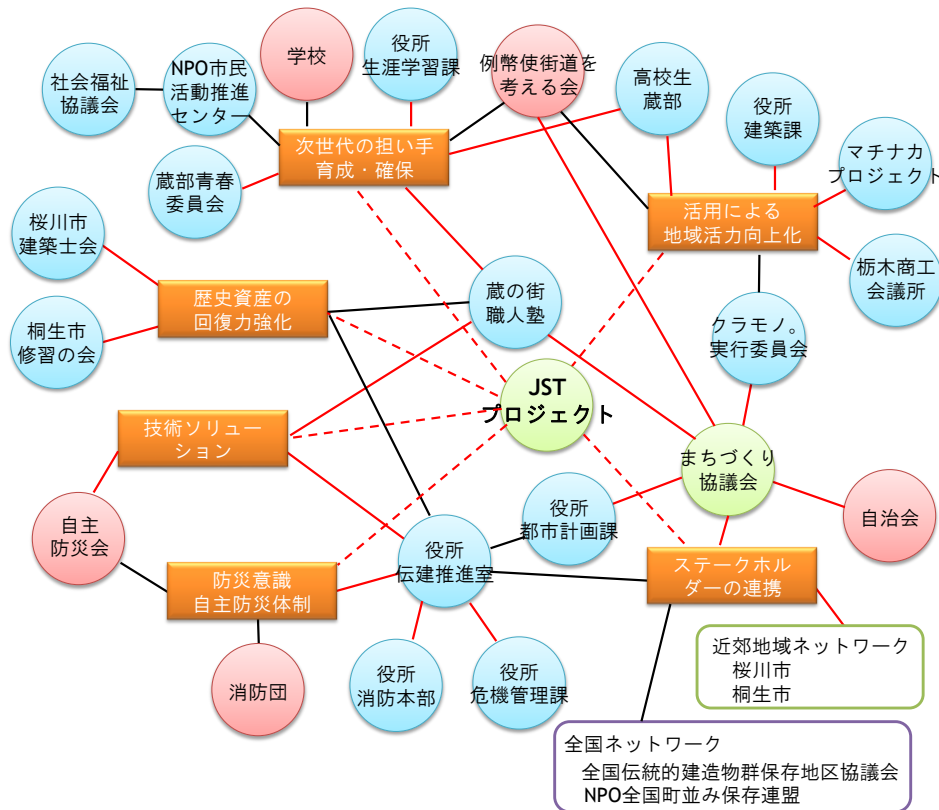 学校
役所
生涯学習課
例幣使街道を
考える会
社会福祉
協議会
NPO市民
活動推進
センター
高校生
蔵部
役所
建築課
次世代の担い手
育成・確保
マチナカ
プロジェクト
蔵部青春
委員会
活用による
地域活力向上化
桜川市
建築士会
栃木商工
会議所
歴史資産の
回復力強化
蔵の街
職人塾
桐生市
修習の会
クラモノ。
実行委員会
JST
プロジェクト
技術ソリュー
ション
まちづくり
協議会
自主
防災会
役所
都市計画課
自治会
役所
伝建推進室
防災意識
自主防災体制
ステークホル
ダーの連携
近郊地域ネットワーク
桜川市
桐生市
消防団
役所
消防本部
役所
危機管理課
全国ネットワーク
全国伝統的建造物群保存地区協議会
NPO全国町並み保存連盟